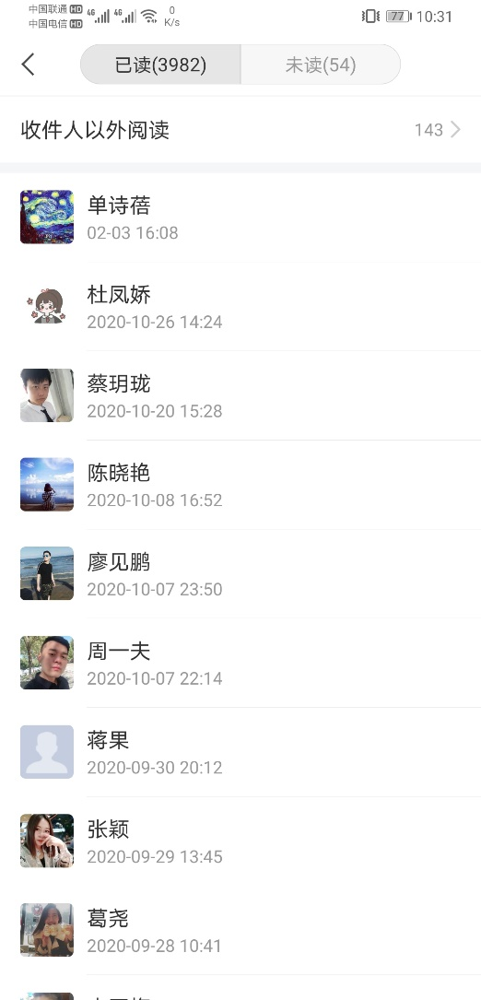 中国联通 HD 4G 4G 0 77 10:31
中国电信 HD K/s
已读(3982) 未读(54)
收件人以外阅读 143
单诗蓓
02-03 16:08
杜凤娇
2020-10-26 14:24
蔡玥珑
2020-10-20 15:28
陈晓艳
2020-10-08 16:52
廖见鹏
2020-10-07 23:50
周一夫
2020-10-07 22:14
蒋果
2020-09-30 20:12
张颖
2020-09-29 13:45
葛尧
2020-09-28 10:41